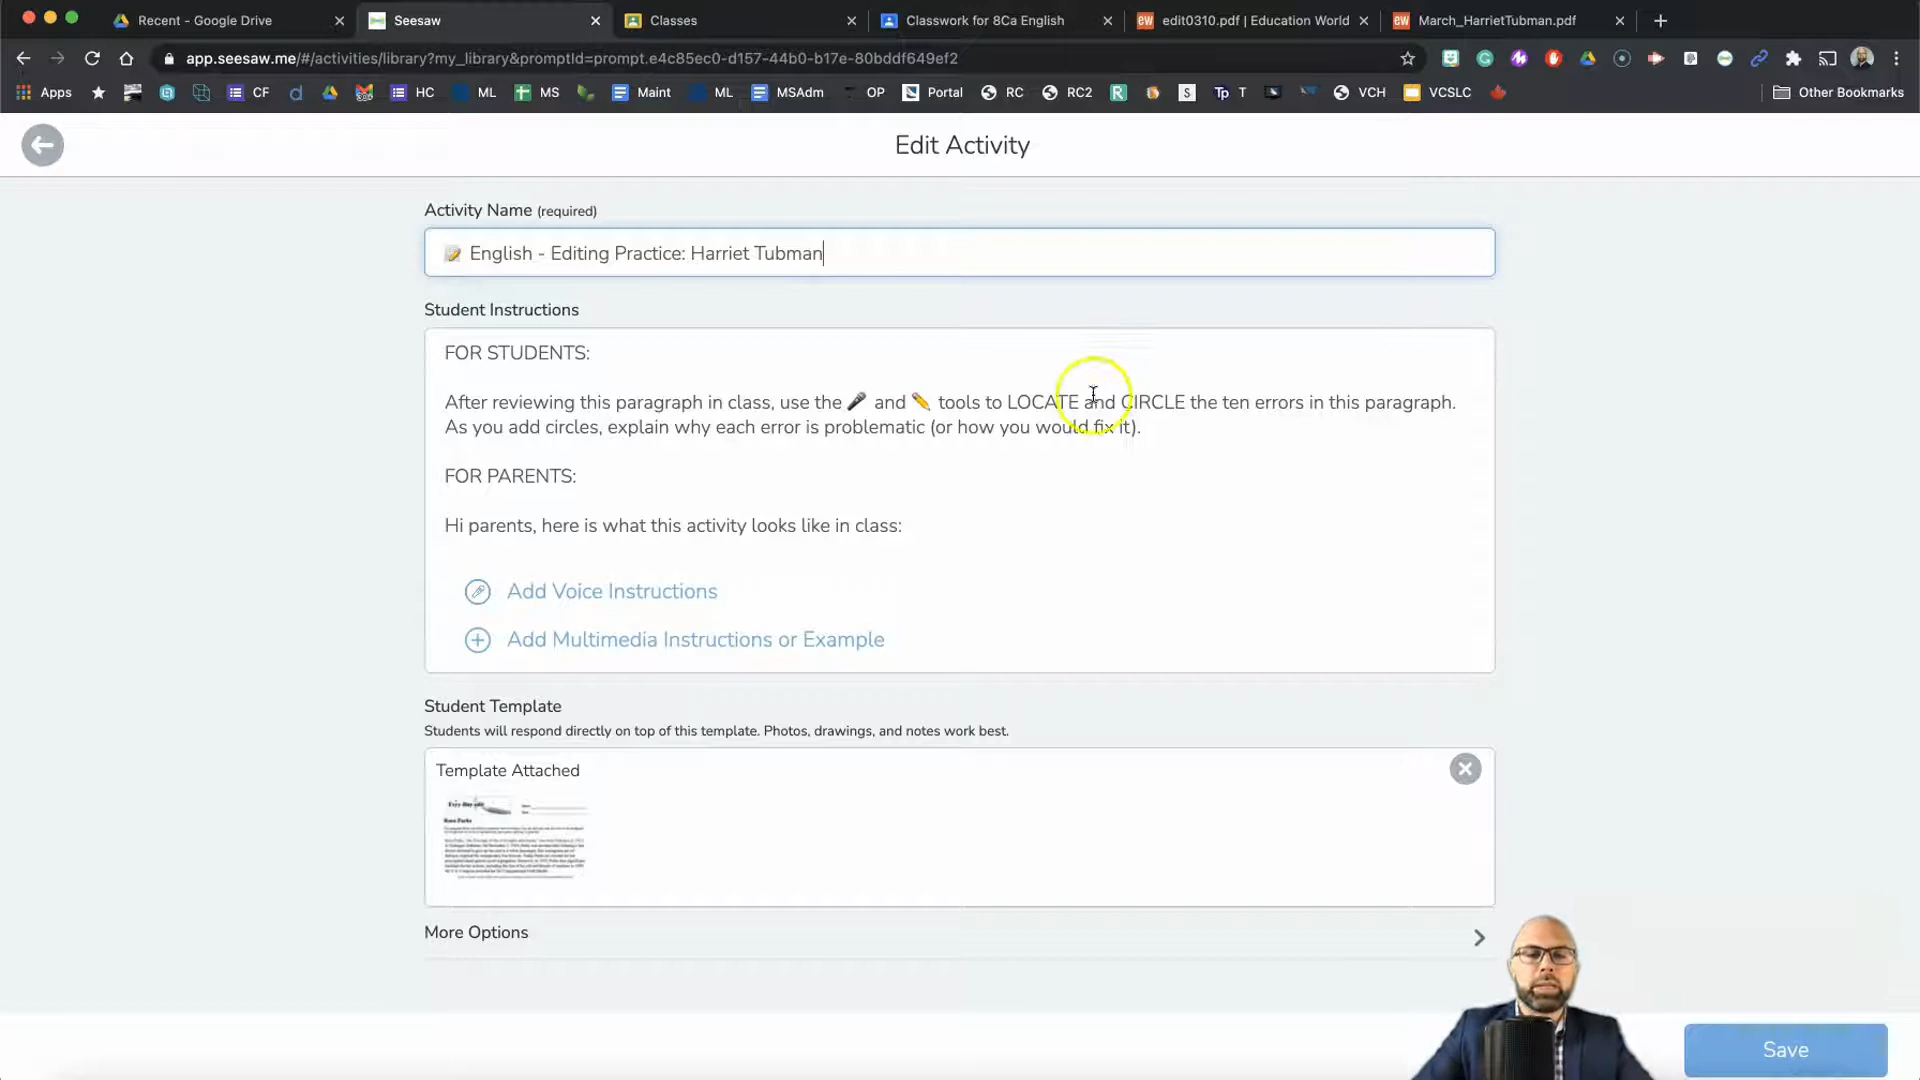 Recent - Google Drive
Seesaw
Classes
Classwork for 8Ca English
edit0310.pdf | Education World
March_HarrietTubman.pdf
app.seesaw.me/#/activities/library?my_library&promptId=prompt.e4c85ec0-d157-44b0-b17e-80bddf649ef2
Apps CF HC ML MS Maint ML MSAdm OP Portal RC RC2 R S Tp T VCH VCSLC Other Bookmarks
Edit Activity
Activity Name (required)
📝 English - Editing Practice: Harriet Tubman
Student Instructions
FOR STUDENTS:
After reviewing this paragraph in class, use the 🎤 and ✏️ tools to LOCATE and CIRCLE the ten errors in this paragraph.
As you add circles, explain why each error is problematic (or how you would fix it).
FOR PARENTS:
Hi parents, here is what this activity looks like in class:
Add Voice Instructions
Add Multimedia Instructions or Example
Student Template
Students will respond directly on top of this template. Photos, drawings, and notes work best.
Template Attached
Rosa Parks
More Options
Save